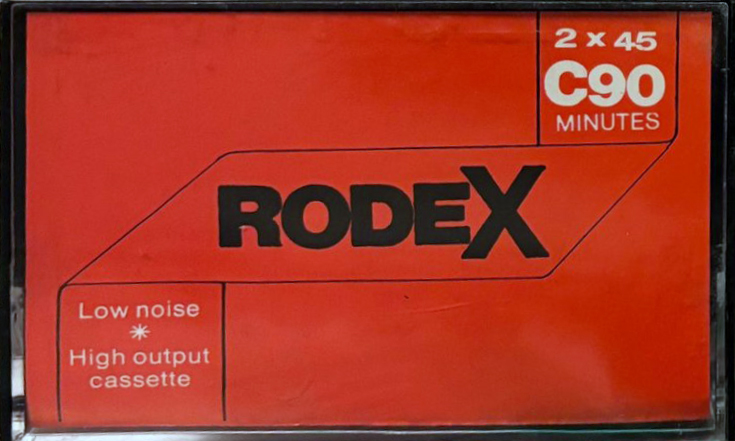 2 x 45
C90
MINUTES
RODEX
Low noise
*
High output
cassette